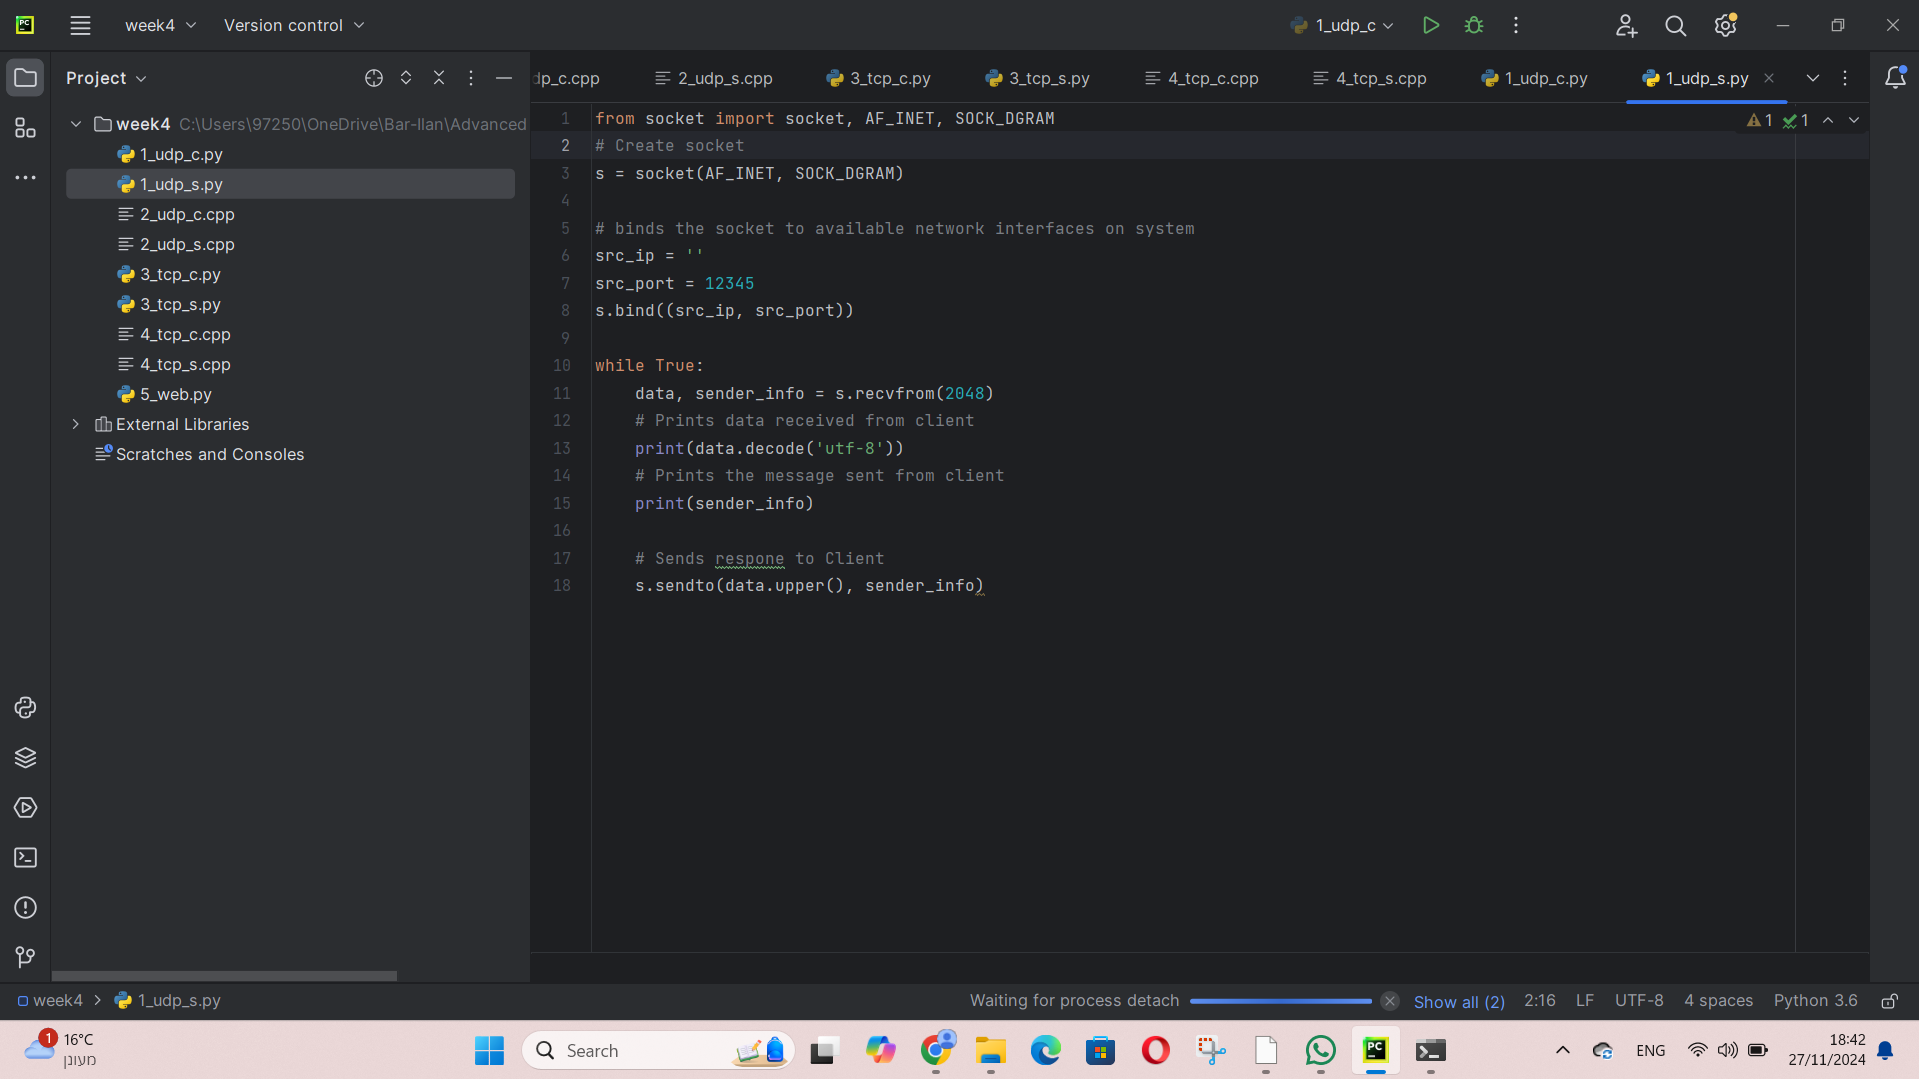 PC
week4
Version control
1_udp_c
Project
dp_c.cpp
2_udp_s.cpp
3_tcp_c.py
3_tcp_s.py
4_tcp_c.cpp
4_tcp_s.cpp
1_udp_c.py
1_udp_s.py
week4 C:\Users\97250\OneDrive\Bar-Ilan\Advanced
1_udp_c.py
1_udp_s.py
2_udp_c.cpp
2_udp_s.cpp
3_tcp_c.py
3_tcp_s.py
4_tcp_c.cpp
4_tcp_s.cpp
5_web.py
External Libraries
Scratches and Consoles
1 from socket import socket, AF_INET, SOCK_DGRAM
2 # Create socket
3 s = socket(AF_INET, SOCK_DGRAM)
4
5 # binds the socket to available network interfaces on system
6 src_ip = ''
7 src_port = 12345
8 s.bind((src_ip, src_port))
9
10 while True:
11     data, sender_info = s.recvfrom(2048)
12     # Prints data received from client
13     print(data.decode('utf-8'))
14     # Prints the message sent from client
15     print(sender_info)
16
17     # Sends respone to Client
18     s.sendto(data.upper(), sender_info)
1 1
week4 > 1_udp_s.py
Waiting for process detach
Show all (2)
2:16 LF UTF-8 4 spaces Python 3.6
1
16°C
מעונן
Search
PC
ENG
18:42
27/11/2024